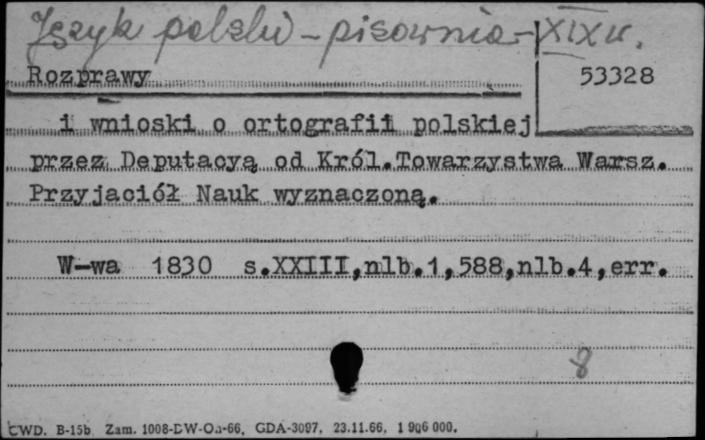 Język polski - pisownia - XIX w.
Rozprawy
53328
i wnioski o ortografii polskiej
przez Deputacyą od Król.Towarzystwa Warsz.
Przyjaciół Nauk wyznaczoną.
W-wa 1830 s.XXIII,nlb.1,588,nlb.4,err.
8
CWD. B-15b. Zam. 1008-DW-Oa-66, GDA-3097, 23.11.66, 1 906 000.